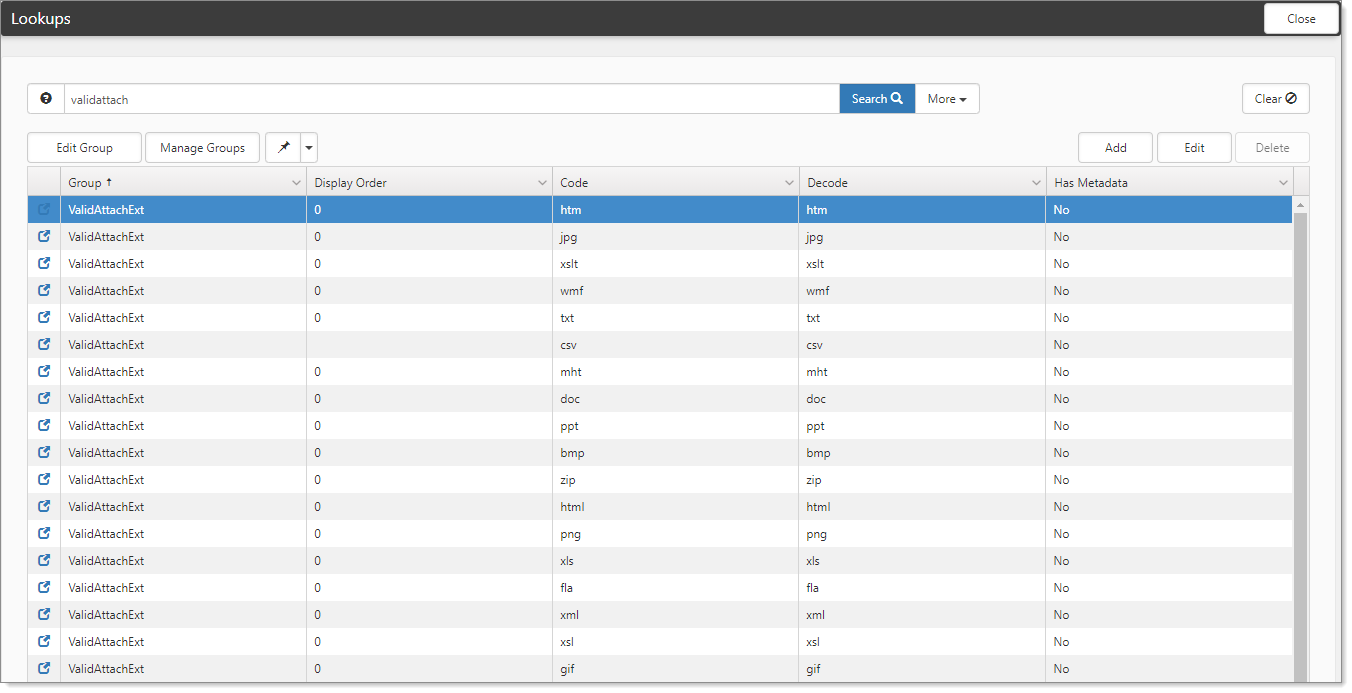 Lookups Close
validattach Search More Clear
Edit Group Manage Groups Add Edit Delete
Group ↑ Display Order Code Decode Has Metadata
ValidAttachExt 0 htm htm No
ValidAttachExt 0 jpg jpg No
ValidAttachExt 0 xslt xslt No
ValidAttachExt 0 wmf wmf No
ValidAttachExt 0 txt txt No
ValidAttachExt csv csv No
ValidAttachExt 0 mht mht No
ValidAttachExt 0 doc doc No
ValidAttachExt 0 ppt ppt No
ValidAttachExt 0 bmp bmp No
ValidAttachExt 0 zip zip No
ValidAttachExt 0 html html No
ValidAttachExt 0 png png No
ValidAttachExt 0 xls xls No
ValidAttachExt 0 fla fla No
ValidAttachExt 0 xml xml No
ValidAttachExt 0 xsl xsl No
ValidAttachExt 0 gif gif No